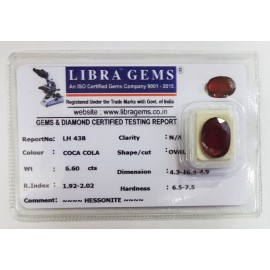 LIBRA GEMS
An ISO Certified Gems Company 9001 - 2015
Registered Under the Trade Marks with Govt. of India
website : www.libragems.co.in
GEMS & DIAMOND CERTIFIED TESTING REPORT
ReportNo: LH 438 Clarity N/A
Colour COCA COLA Shape/cut OVAL
Wt 6.60 cts Dimension
R.Index 1.92-2.02 Hardness 6.5-7.5
Comments ~~~~ HESSONITE ~~~~